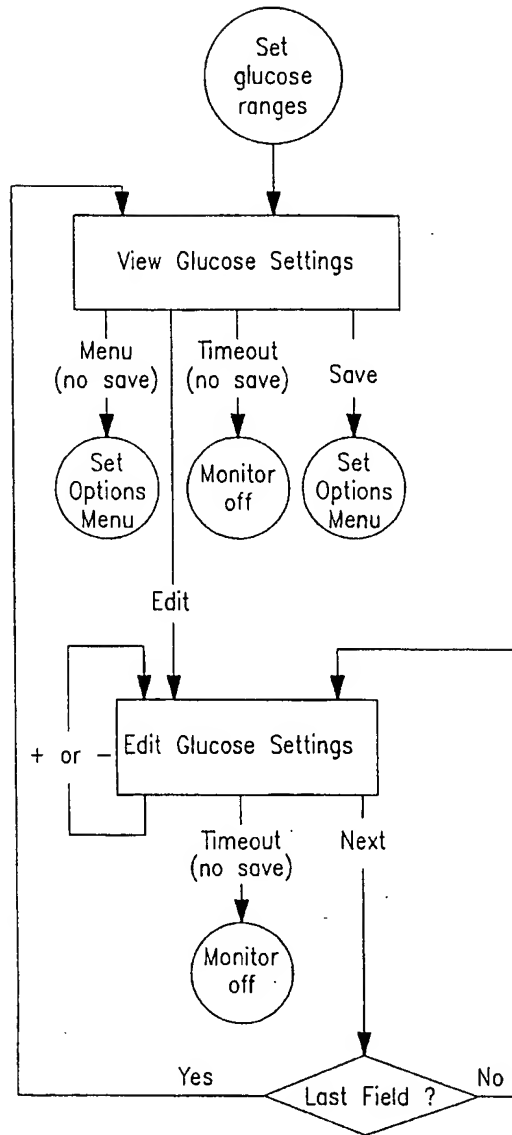 Set
glucose
ranges
View Glucose Settings
Menu
(no save)
Timeout
(no save)
Save
Set
Options
Menu
Monitor
off
Set
Options
Menu
Edit
+ or -
Edit Glucose Settings
Timeout
(no save)
Next
Monitor
off
Yes
Last Field ?
No